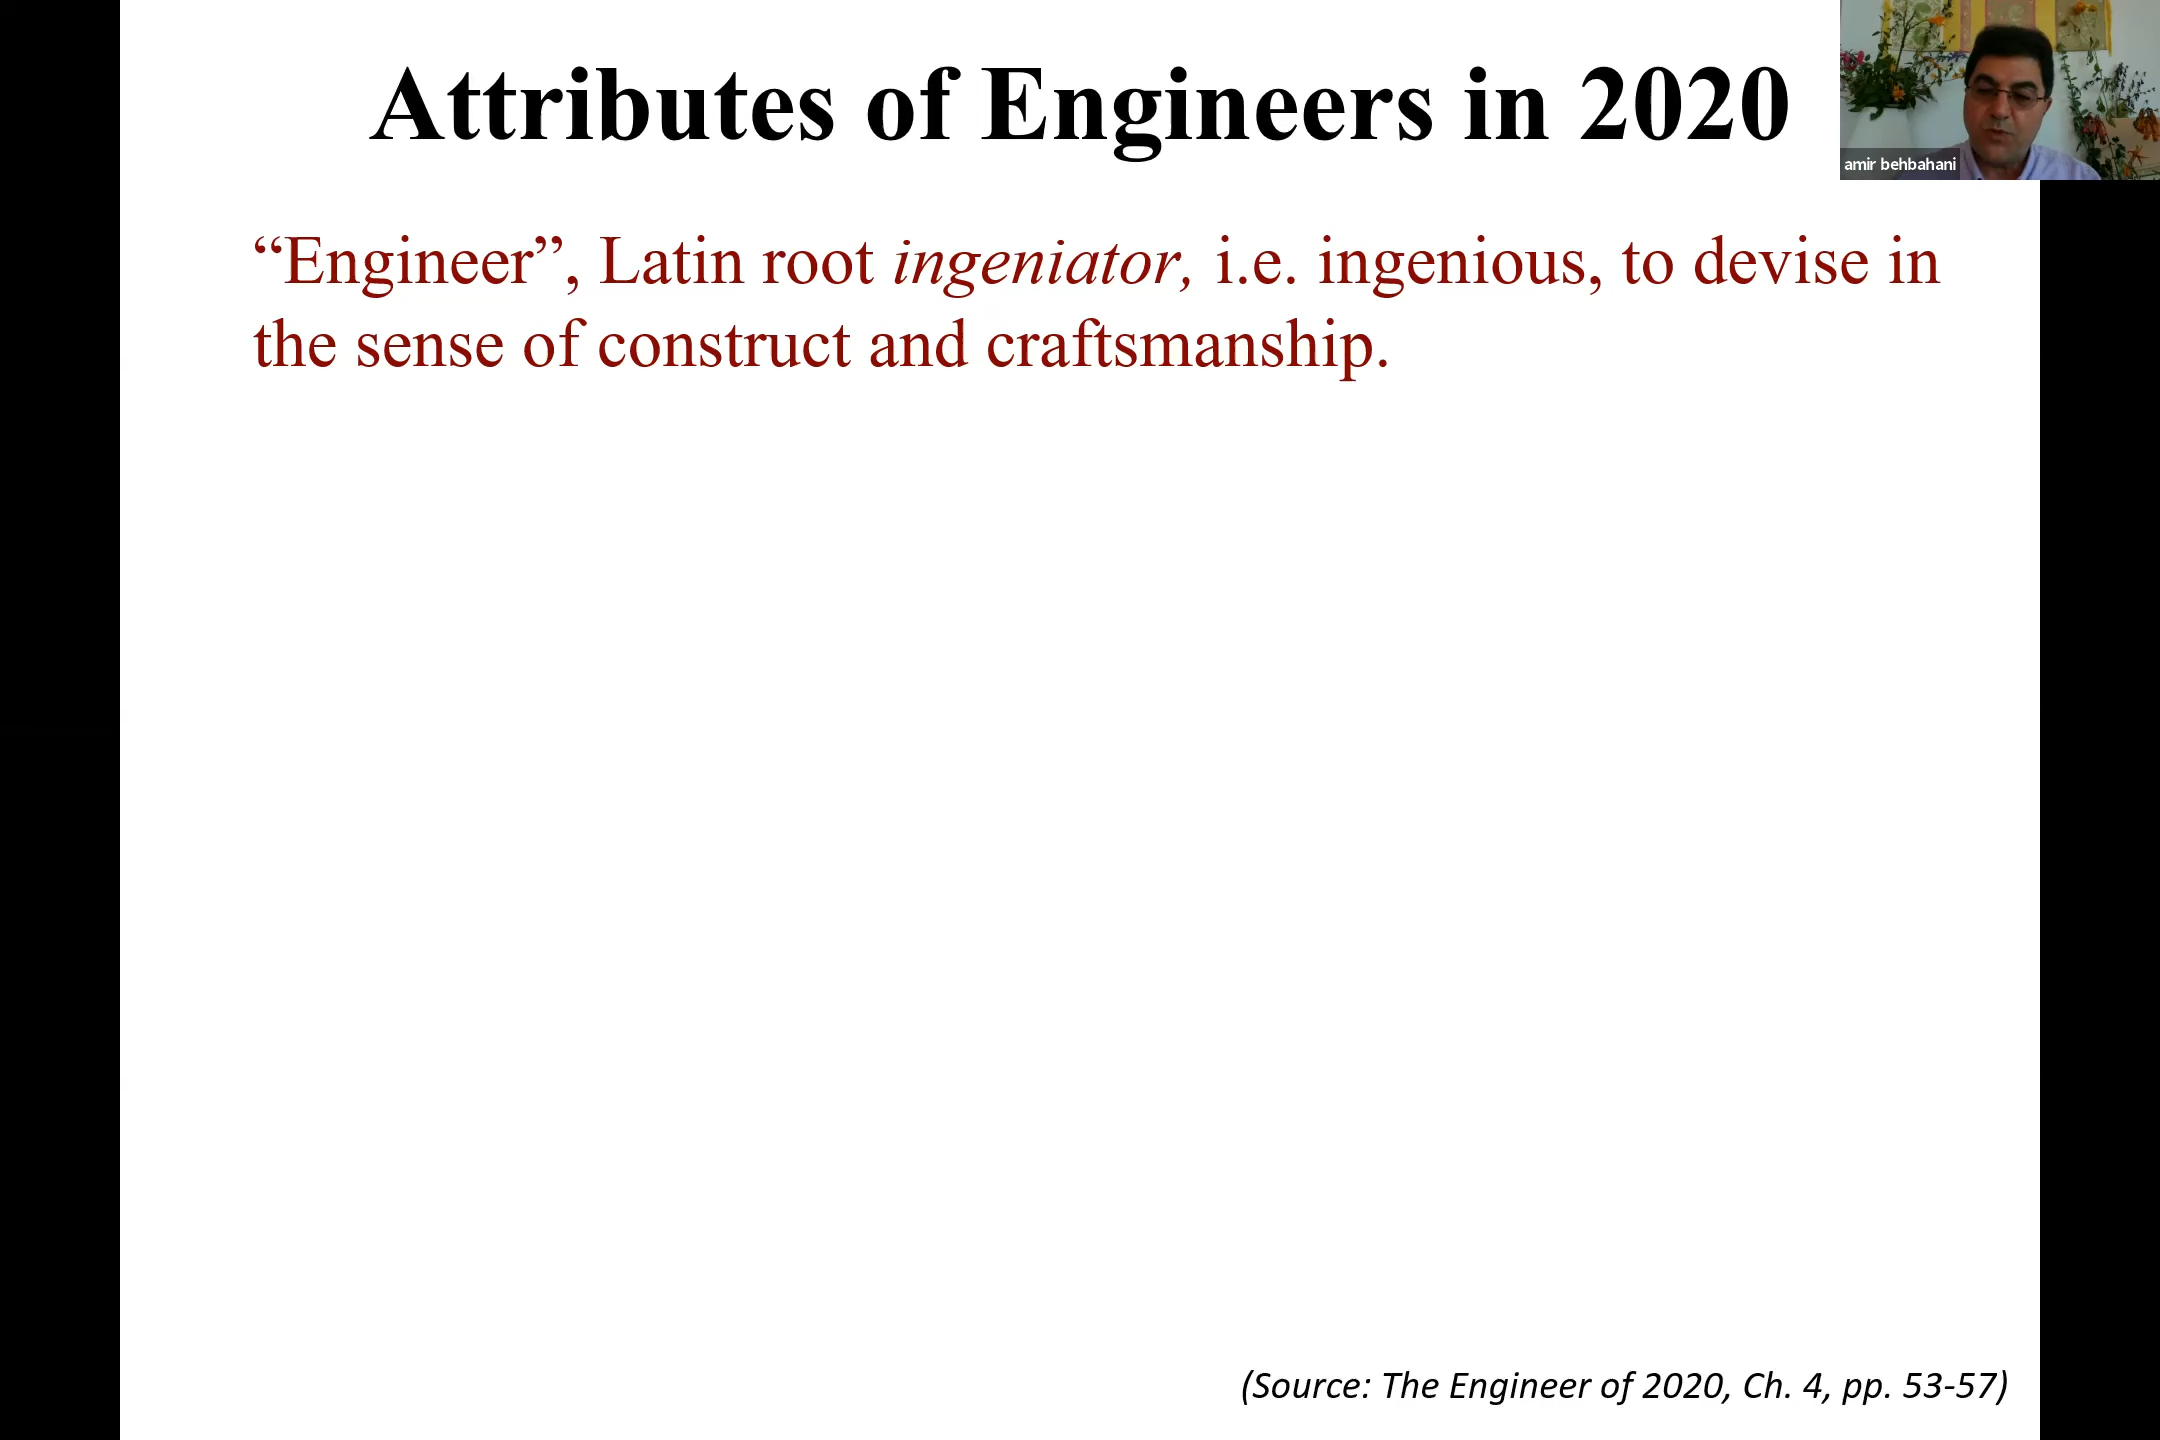 Attributes of Engineers in 2020
amir behbahani
“Engineer”, Latin root ingeniator, i.e. ingenious, to devise in
the sense of construct and craftsmanship.
(Source: The Engineer of 2020, Ch. 4, pp. 53-57)